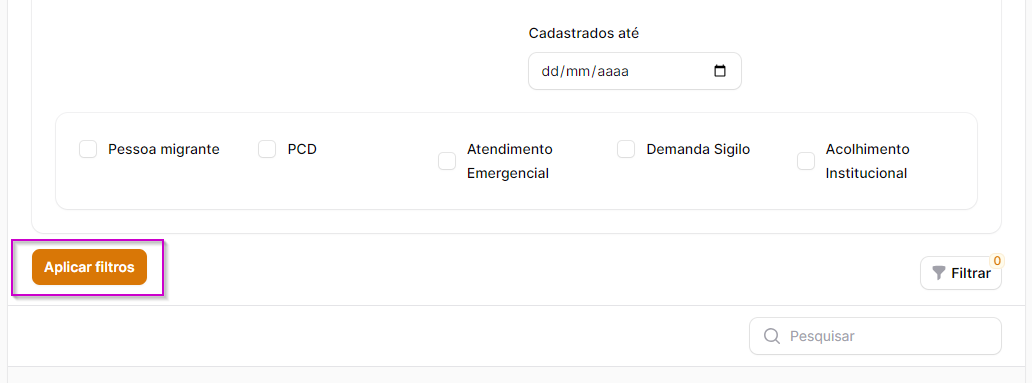 Cadastrados até
dd/mm/aaaa
Pessoa migrante
PCD
Atendimento
Emergencial
Demanda Sigilo
Acolhimento
Institucional
Aplicar filtros
0
Filtrar
Pesquisar